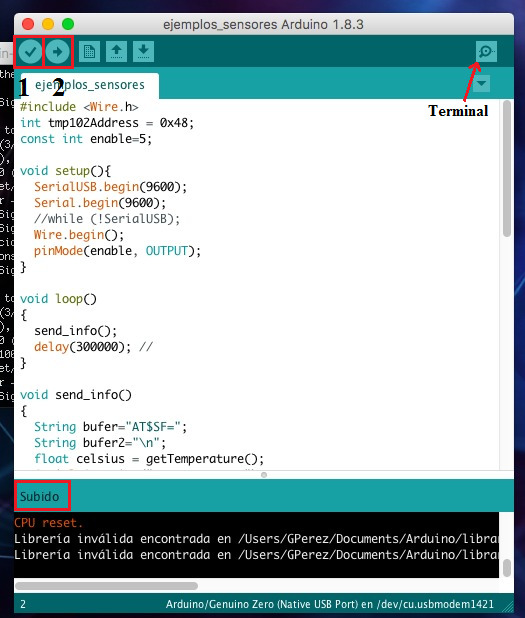 ejemplos_sensores Arduino 1.8.3
Terminal
1 2
ejemplos_sensores
#include <Wire.h>
int tmp102Address = 0x48;
const int enable=5;
void setup(){
SerialUSB.begin(9600);
Serial.begin(9600);
//while (!SerialUSB);
Wire.begin();
pinMode(enable, OUTPUT);
}
void loop()
{
send_info();
delay(300000); //
}
void send_info()
{
String bufer="AT$SF=";
String bufer2="\n";
float celsius = getTemperature();
Subido
CPU reset.
Librería inválida encontrada en /Users/GPerez/Documents/Arduino/libra
Librería inválida encontrada en /Users/GPerez/Documents/Arduino/libra
2 Arduino/Genuino Zero (Native USB Port) en /dev/cu.usbmodem1421